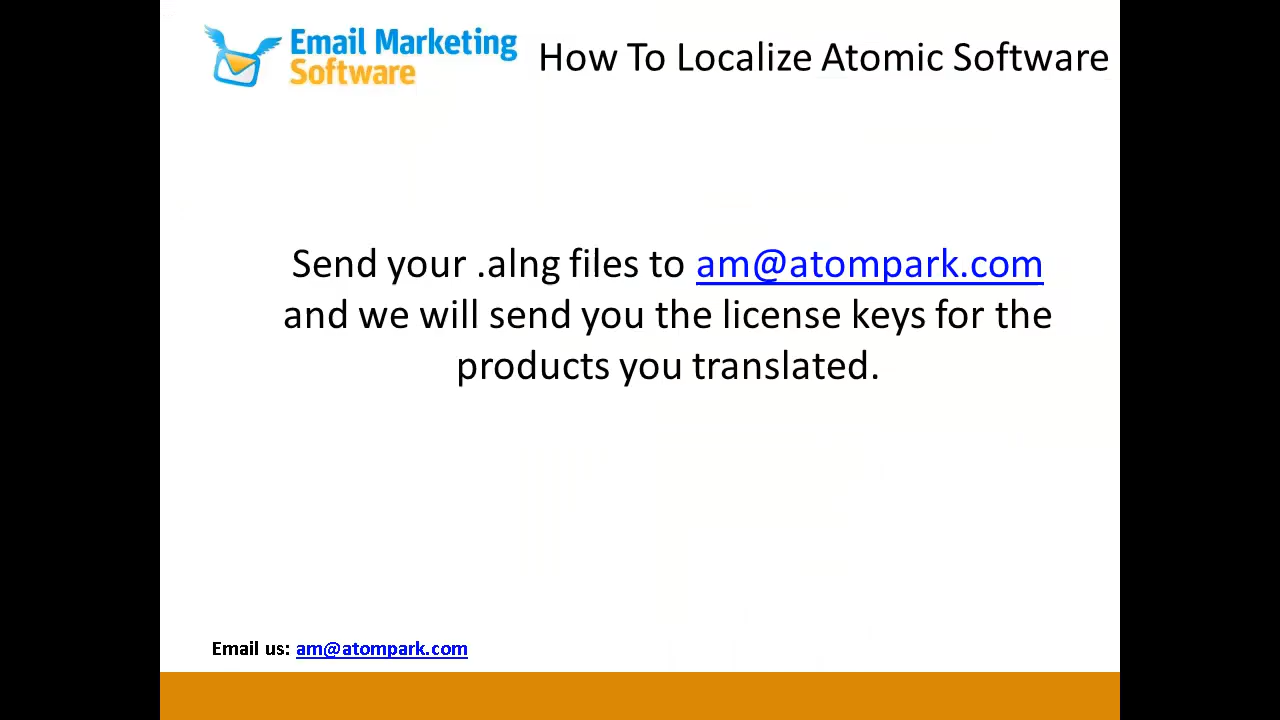 Email Marketing
Software
How To Localize Atomic Software
Send your .alng files to am@atompark.com
and we will send you the license keys for the
products you translated.
Email us: am@atompark.com